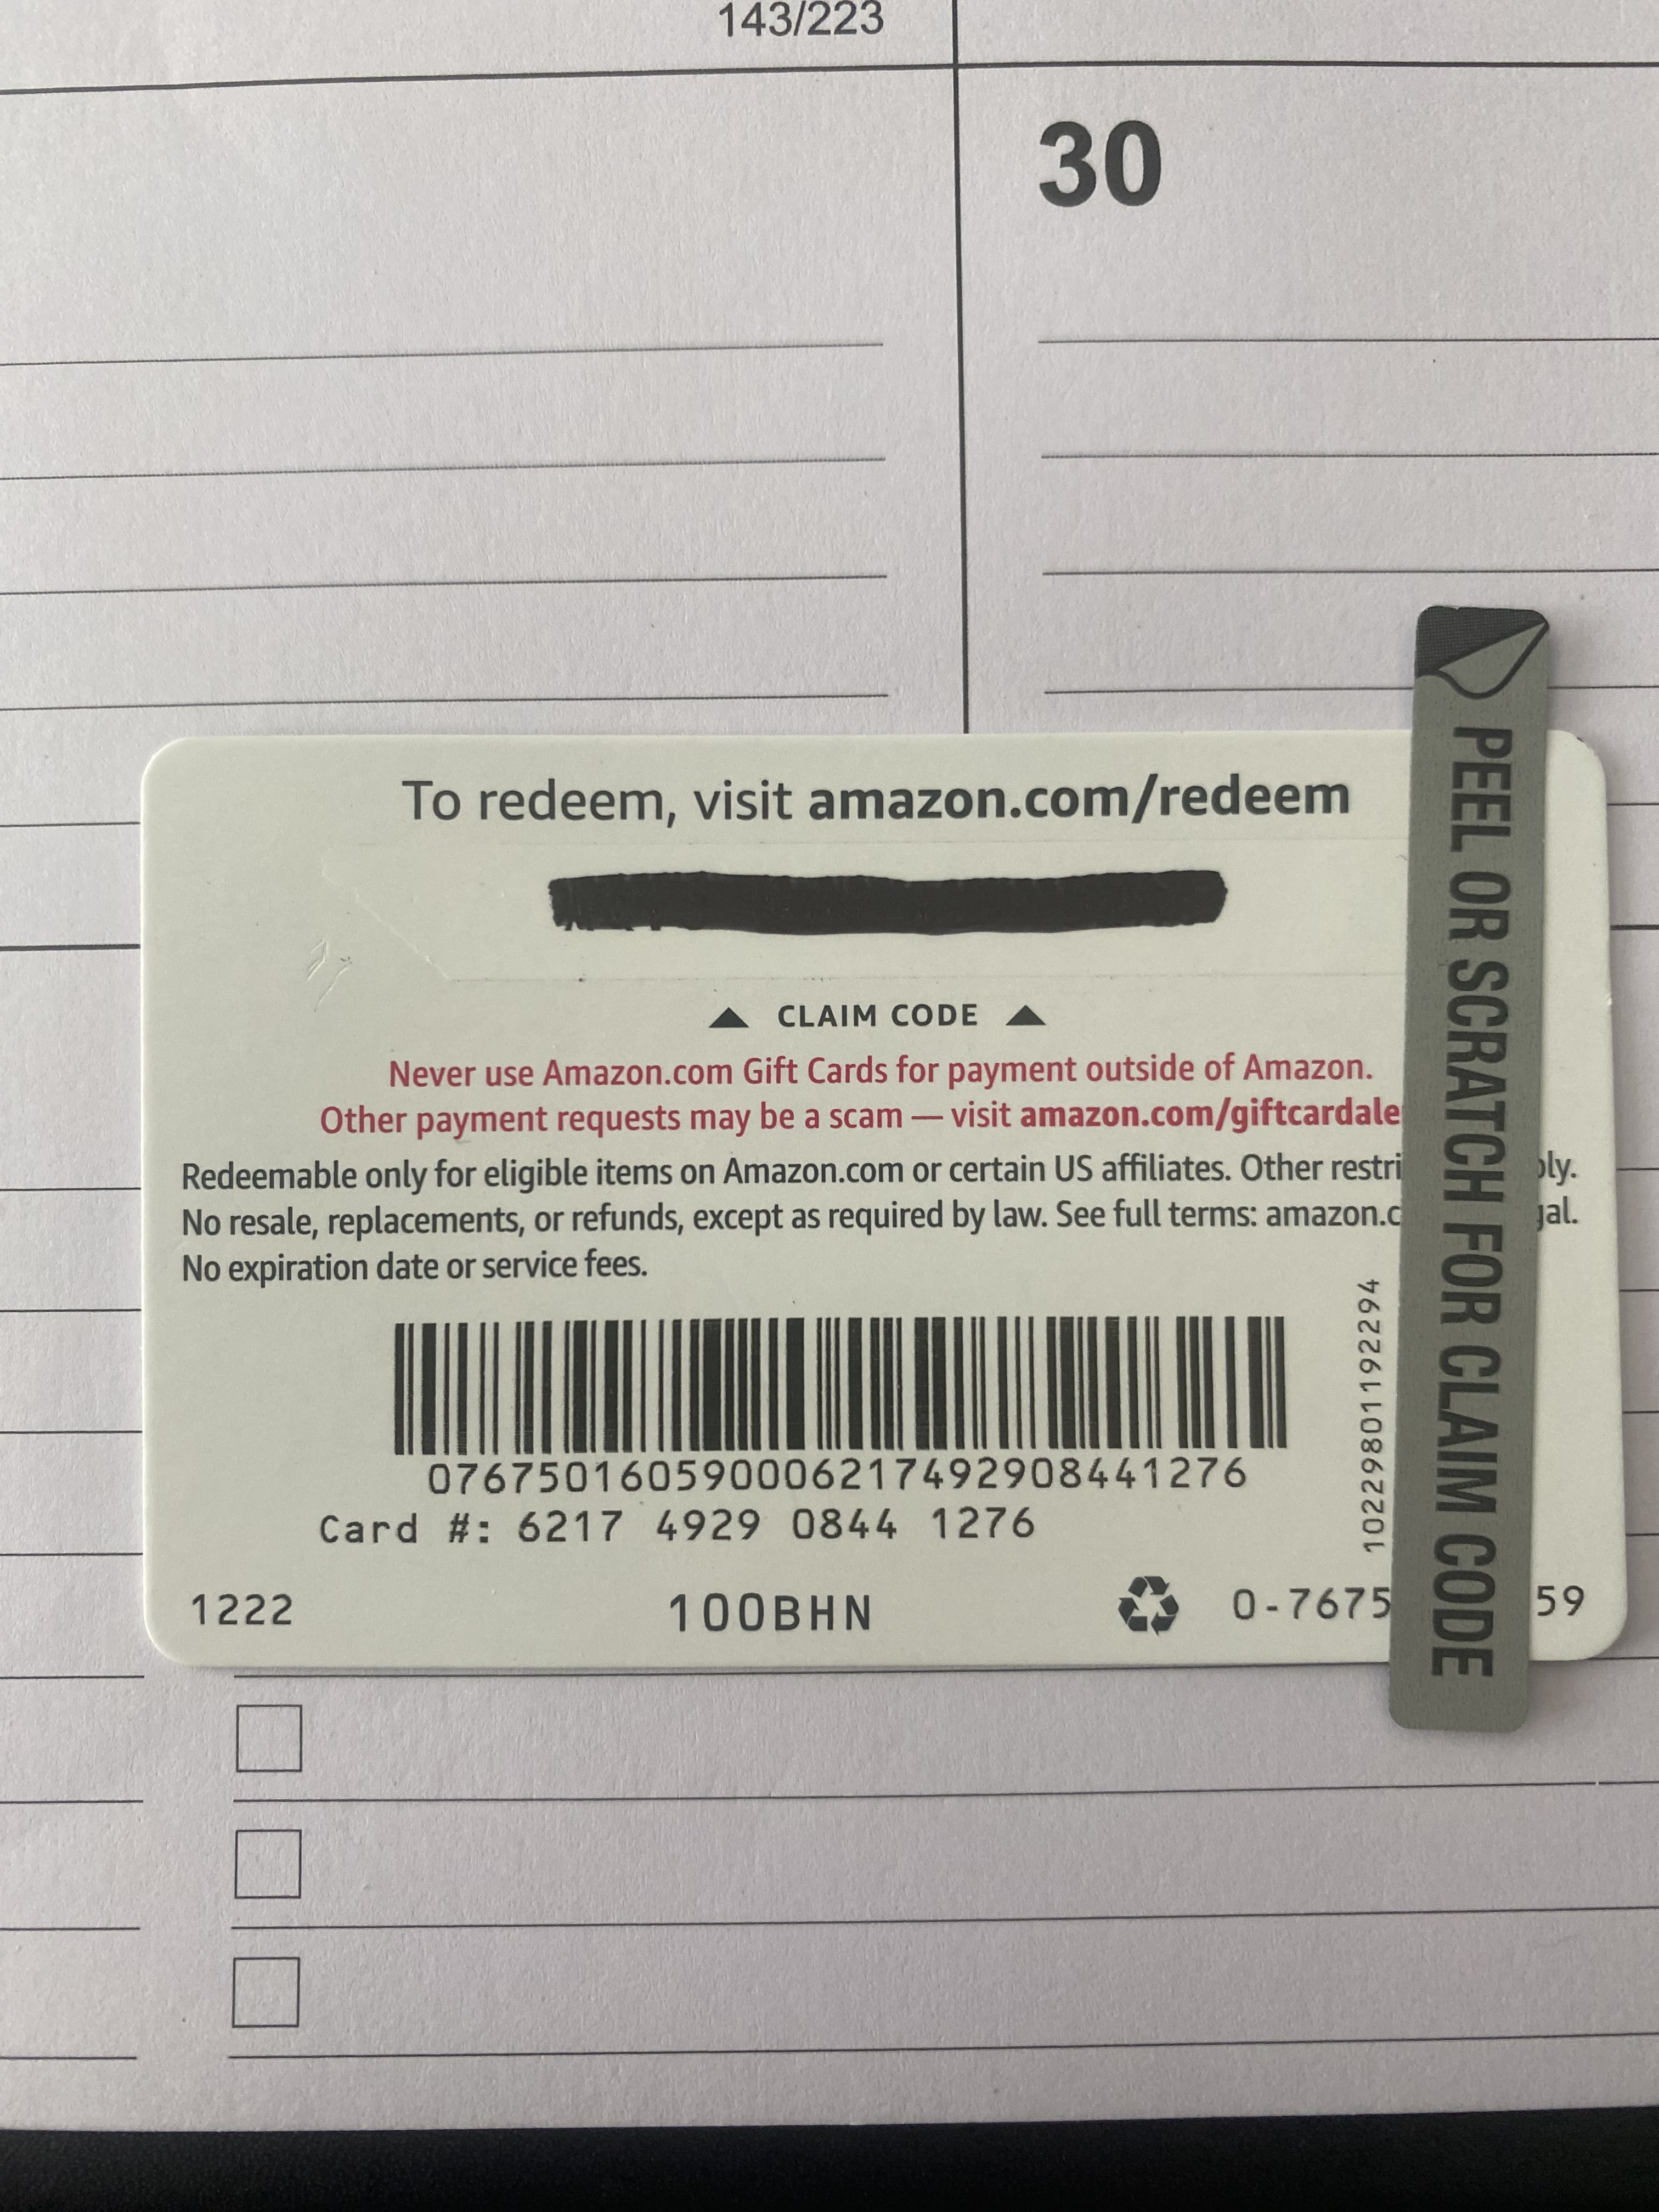 143/223
30
To redeem, visit amazon.com/redeem
CLAIM CODE
Never use Amazon.com Gift Cards for payment outside of Amazon.
Other payment requests may be a scam — visit amazon.com/giftcardale
Redeemable only for eligible items on Amazon.com or certain US affiliates. Other restri ply.
No resale, replacements, or refunds, except as required by law. See full terms: amazon.c gal.
No expiration date or service fees.
076750160590006217492908441276
Card #: 6217 4929 0844 1276
10229801192294
1222
100BHN
0-7675 59
PEEL OR SCRATCH FOR CLAIM CODE